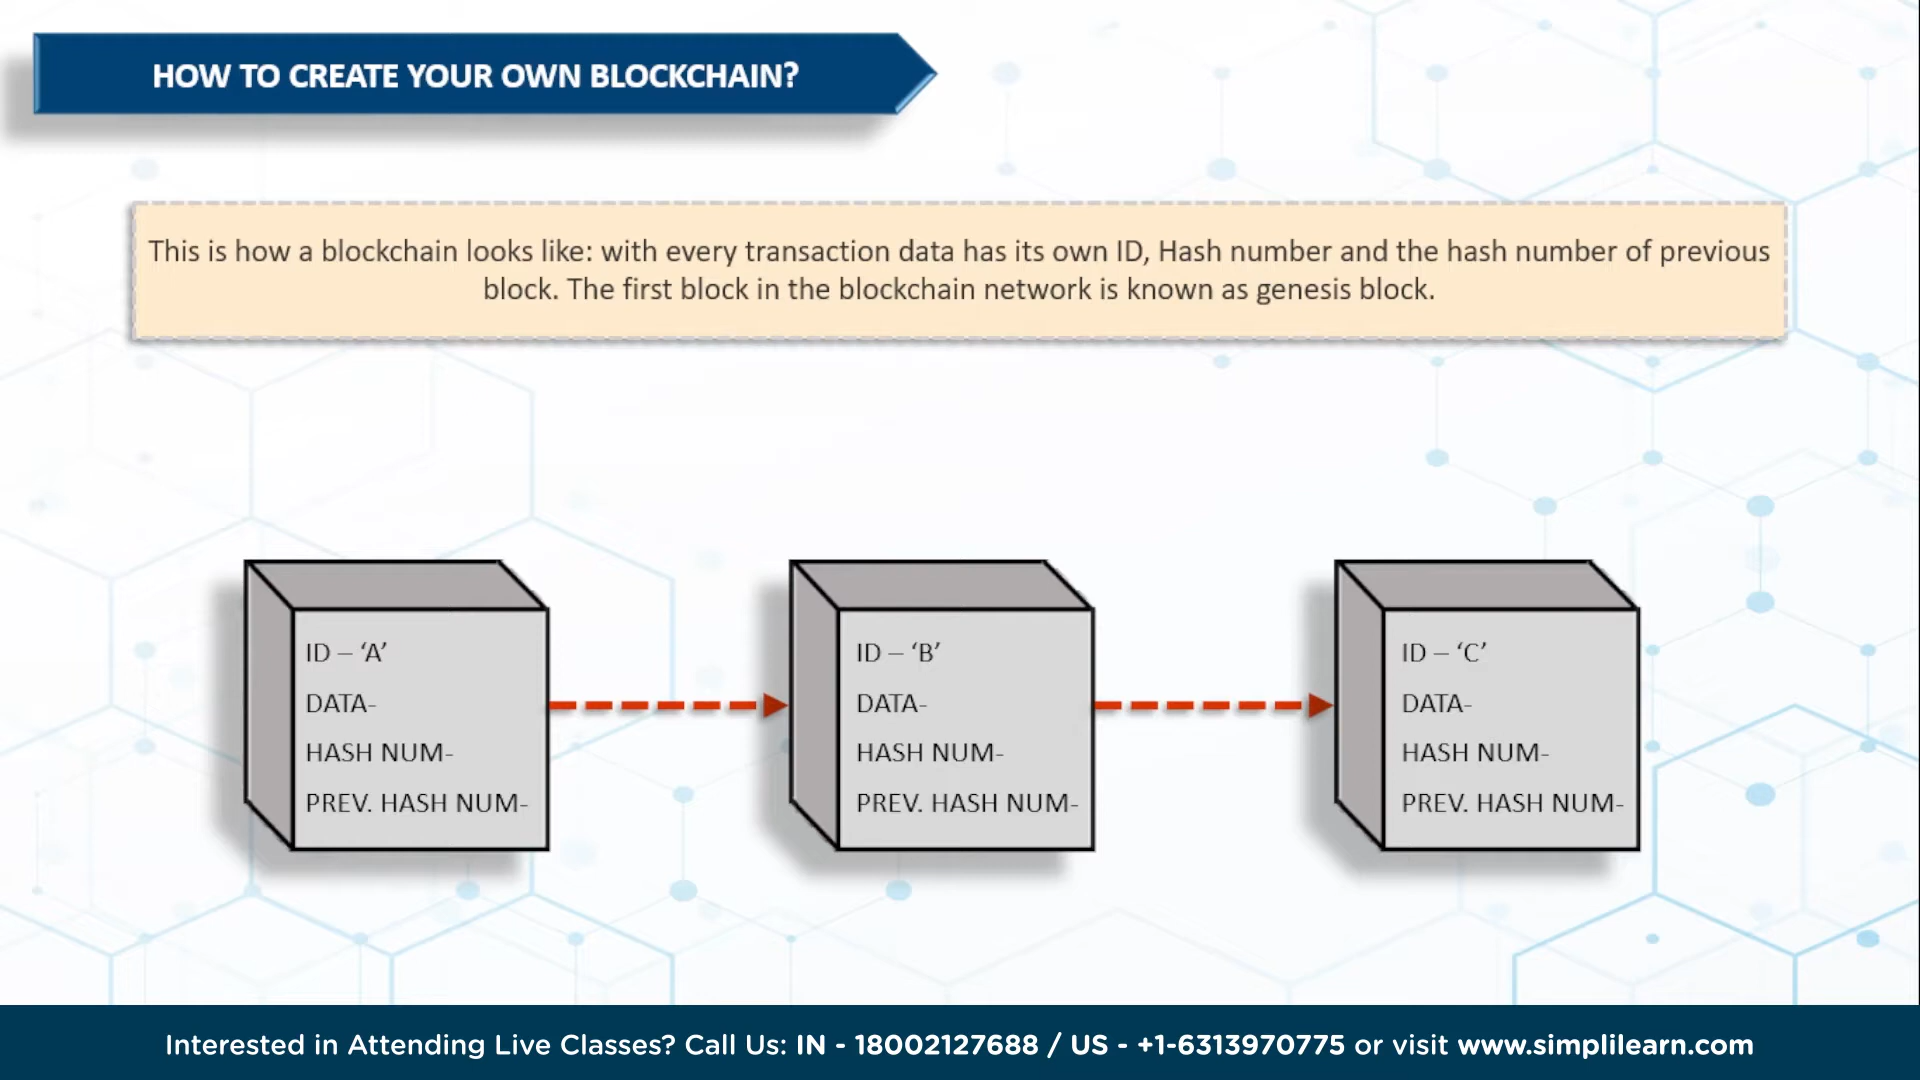 HOW TO CREATE YOUR OWN BLOCKCHAIN?
This is how a blockchain looks like: with every transaction data has its own ID, Hash number and the hash number of previous
block. The first block in the blockchain network is known as genesis block.
ID – ‘A’
DATA-
HASH NUM-
PREV. HASH NUM-
ID – ‘B’
DATA-
HASH NUM-
PREV. HASH NUM-
ID – ‘C’
DATA-
HASH NUM-
PREV. HASH NUM-
Interested in Attending Live Classes? Call Us: IN - 18002127688 / US - +1-6313970775 or visit www.simplilearn.com